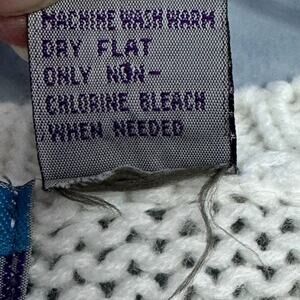 MACHINE WASH WARM
DRY FLAT
ONLY NON-
CHLORINE BLEACH
WHEN NEEDED